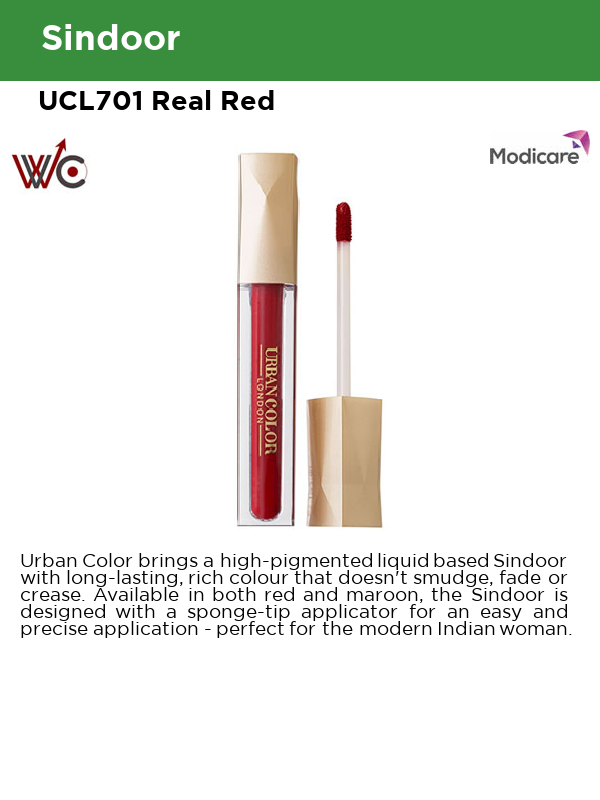 Sindoor
UCL701 Real Red
WC
Modicare
URBAN COLOR
LONDON
Urban Color brings a high-pigmented liquid based Sindoor
with long-lasting, rich colour that doesn't smudge, fade or
crease. Available in both red and maroon, the Sindoor is
designed with a sponge-tip applicator for an easy and
precise application - perfect for the modern Indian woman.